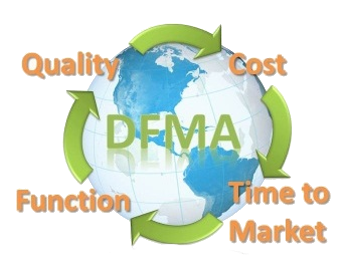 Quality
Cost
DFMA
Function
Time to
Market